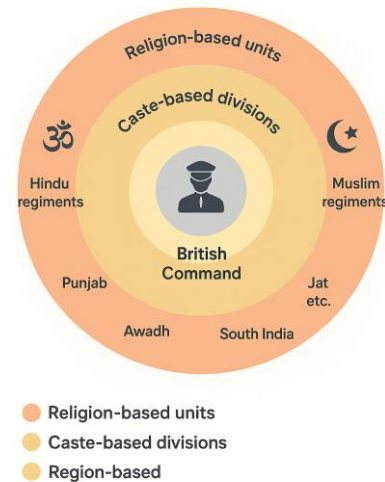 Religion-based units
Caste-based divisions
ॐ
Hindu
regiments
Muslim
regiments
British
Command
Punjab
Jat
etc.
Awadh
South India
Religion-based units
Caste-based divisions
Region-based